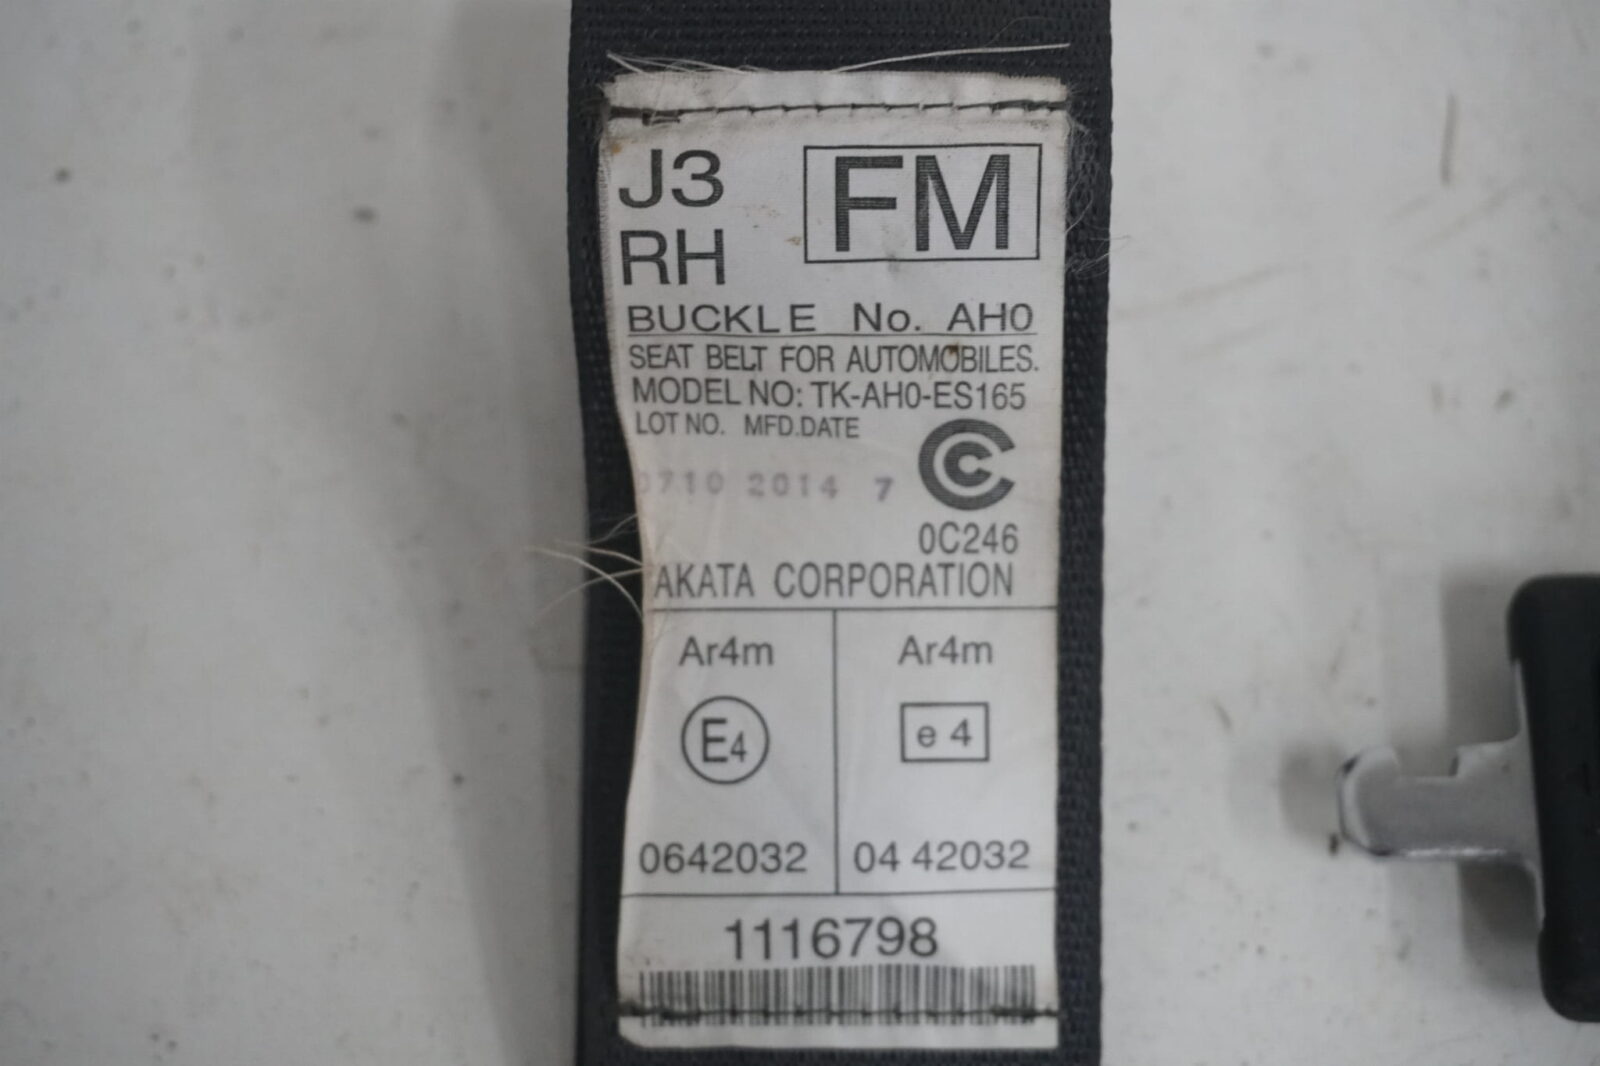 J3
FM
RH
BUCKLE No. AH0
SEAT BELT FOR AUTOMOBILES.
MODEL NO: TK-AH0-ES165
LOT NO. MFD.DATE
0710 2014 7
0C246
AKATA CORPORATION
Ar4m Ar4m
E4 e 4
0642032 04 42032
1116798